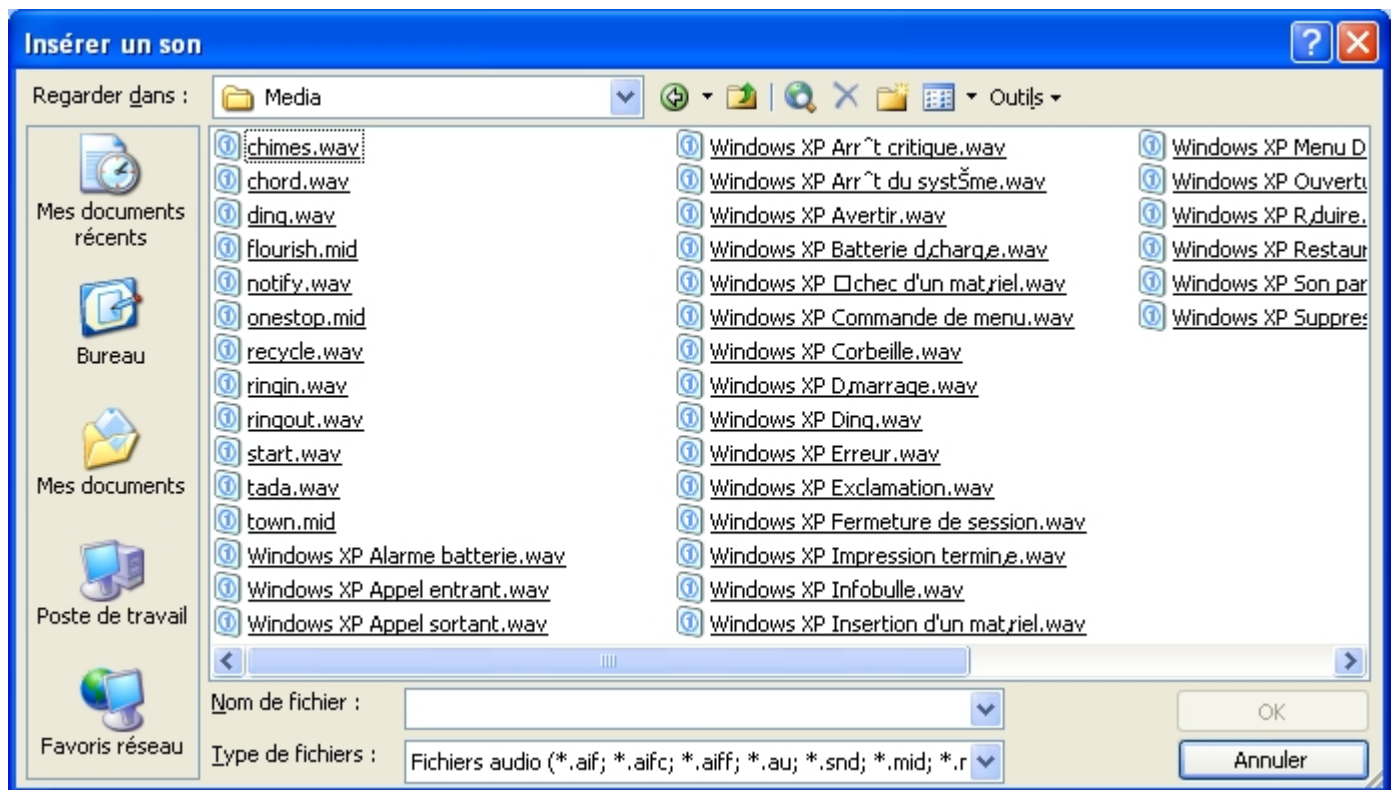 Insérer un son
Regarder dans :
Media
Outils
Mes documents
récents
Bureau
Mes documents
Poste de travail
Favoris réseau
chimes.wav
chord.wav
ding.wav
flourish.mid
notify.wav
onestop.mid
recycle.wav
ringin.wav
ringout.wav
start.wav
tada.wav
town.mid
Windows XP Alarme batterie.wav
Windows XP Appel entrant.wav
Windows XP Appel sortant.wav
Windows XP Arrˆt critique.wav
Windows XP Arrˆt du systŠme.wav
Windows XP Avertir.wav
Windows XP Batterie d‚charg‚e.wav
Windows XP □chec d'un mat‚riel.wav
Windows XP Commande de menu.wav
Windows XP Corbeille.wav
Windows XP D‚marrage.wav
Windows XP Ding.wav
Windows XP Erreur.wav
Windows XP Exclamation.wav
Windows XP Fermeture de session.wav
Windows XP Impression termin‚e.wav
Windows XP Infobulle.wav
Windows XP Insertion d'un mat‚riel.wav
Windows XP Menu D
Windows XP Ouvertu
Windows XP R‚duire.
Windows XP Restaur
Windows XP Son par
Windows XP Suppres
Nom de fichier :
OK
Type de fichiers :
Fichiers audio (*.aif; *.aifc; *.aiff; *.au; *.snd; *.mid; *.r
Annuler